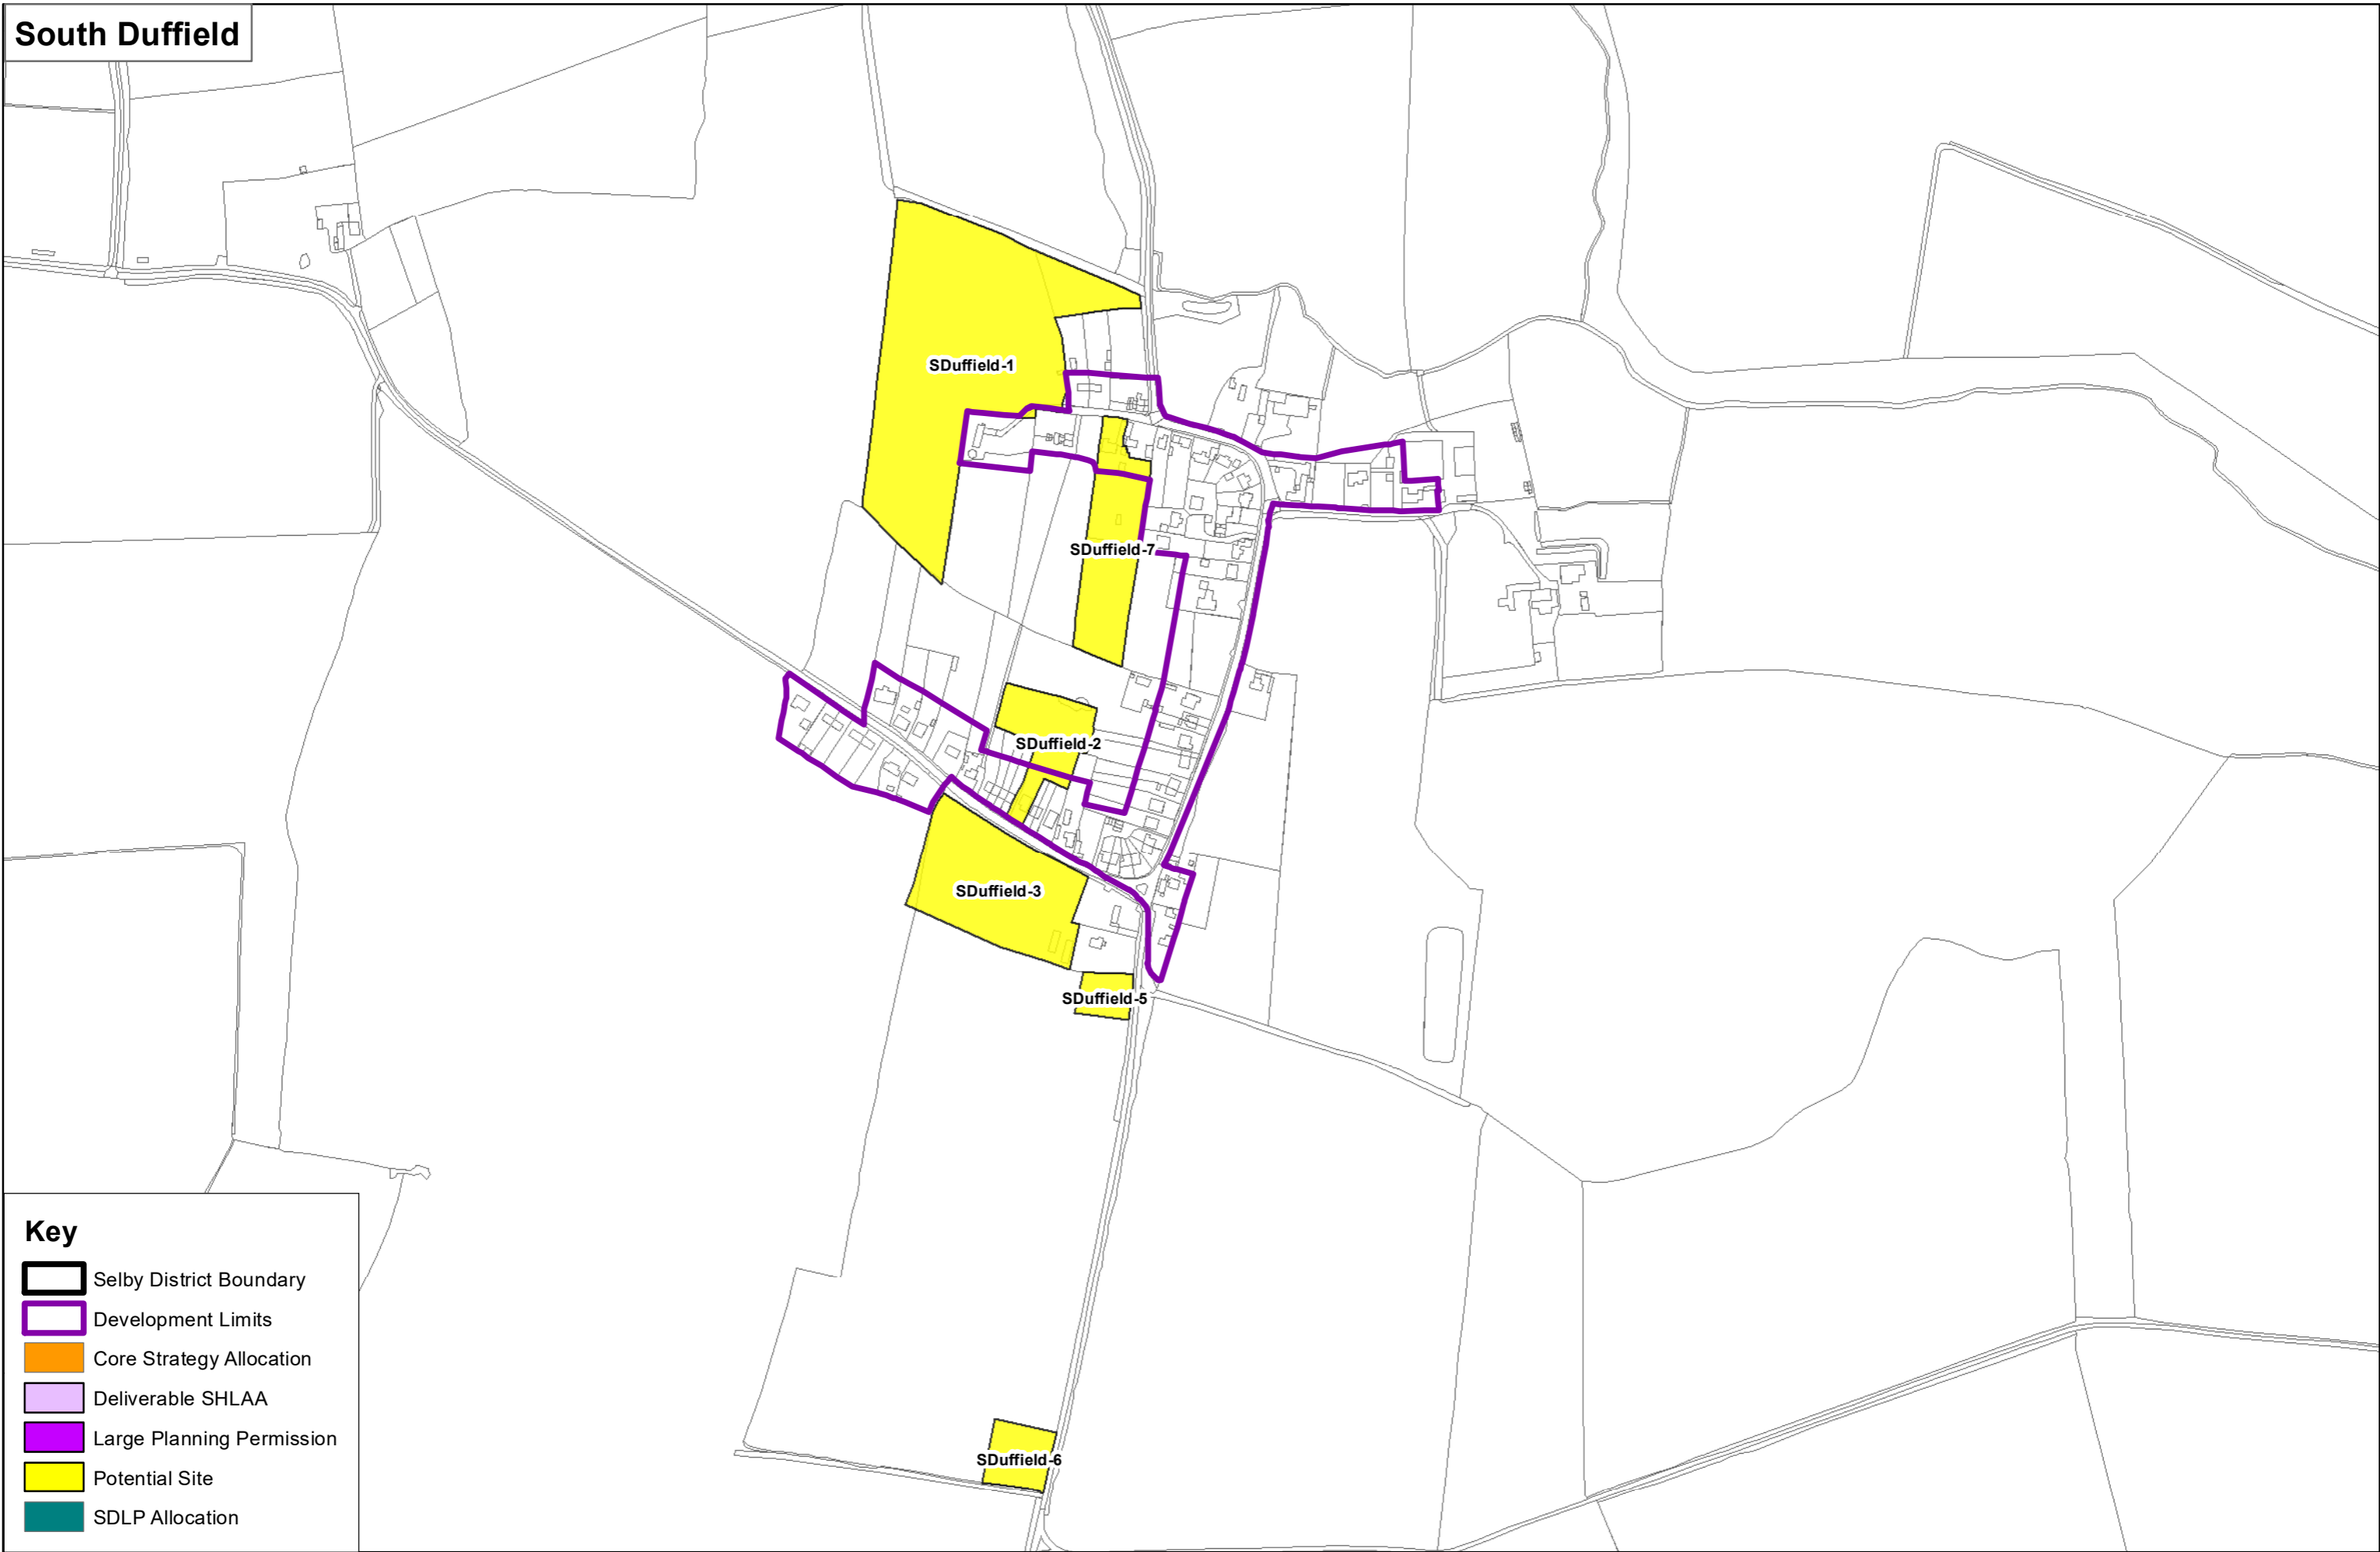 South Duffield
SDuffield-1
SDuffield-7
SDuffield-2
SDuffield-3
SDuffield-5
SDuffield-6
Key
Selby District Boundary
Development Limits
Core Strategy Allocation
Deliverable SHLAA
Large Planning Permission
Potential Site
SDLP Allocation